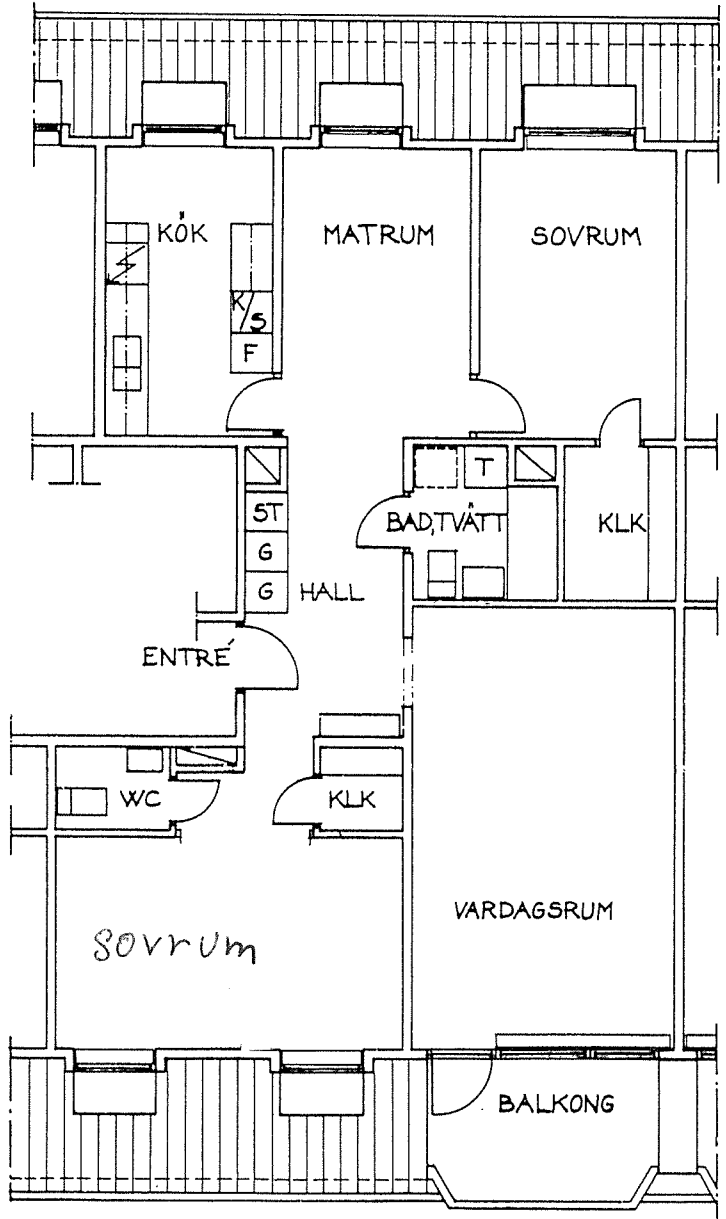 KÖK
MATRUM
SOVRUM
K/S
F
T
ST
BAD,TVÄTT
KLK
G
G
HALL
ENTRÉ
WC
KLK
VARDAGSRUM
sovrum
BALKONG